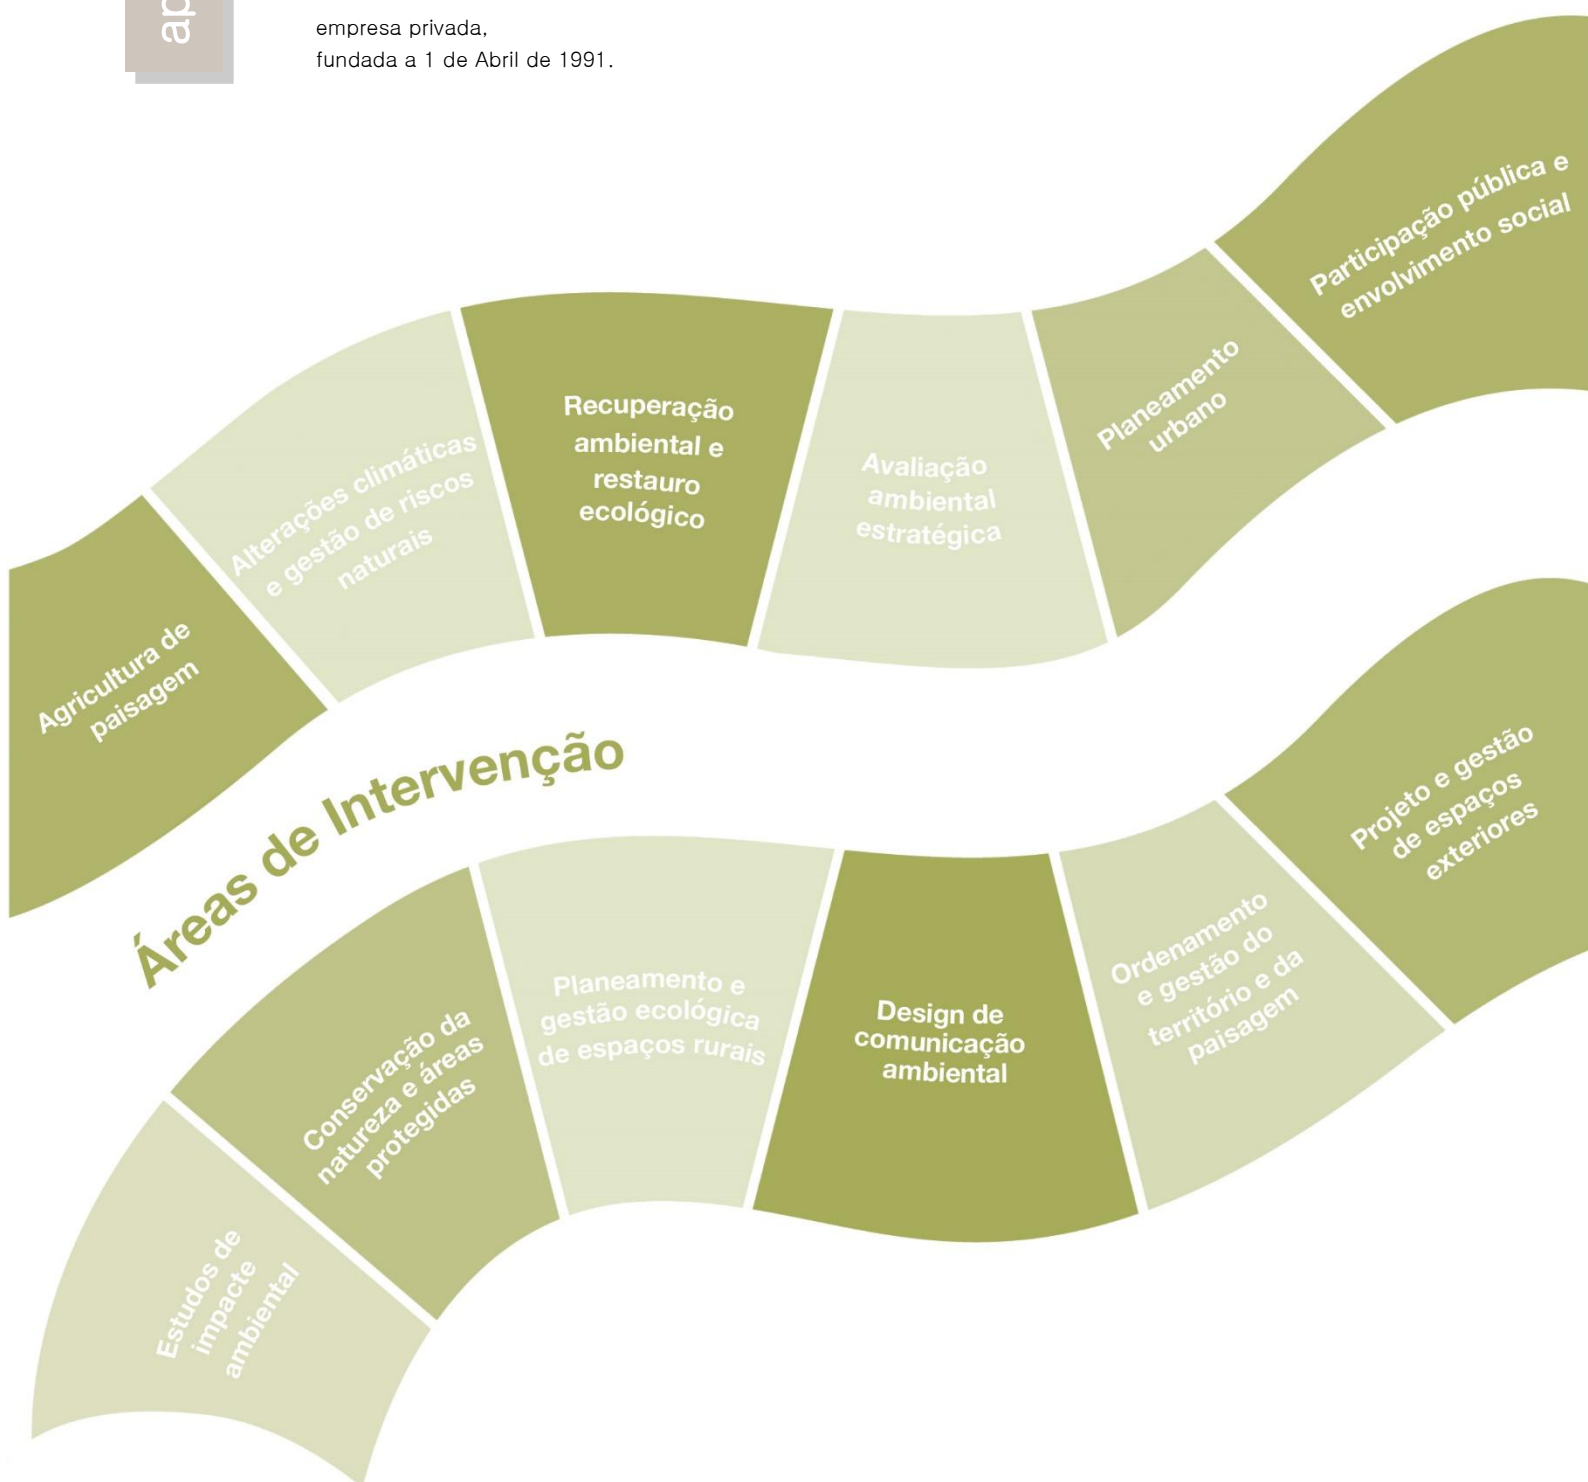 ap
empresa privada,
fundada a 1 de Abril de 1991.
Participação pública e
envolvimento social
Planeamento
urbano
Avaliação
ambiental
estratégica
Recuperação
ambiental e
restauro
ecológico
Alterações climáticas
e gestão de riscos
naturais
Agricultura de
paisagem
Áreas de Intervenção
Projeto e gestão
de espaços
exteriores
Ordenamento
e gestão do
território e da
paisagem
Design de
comunicação
ambiental
Planeamento e
gestão ecológica
de espaços rurais
Conservação da
natureza e áreas
protegidas
Estudos de
impacte
ambiental